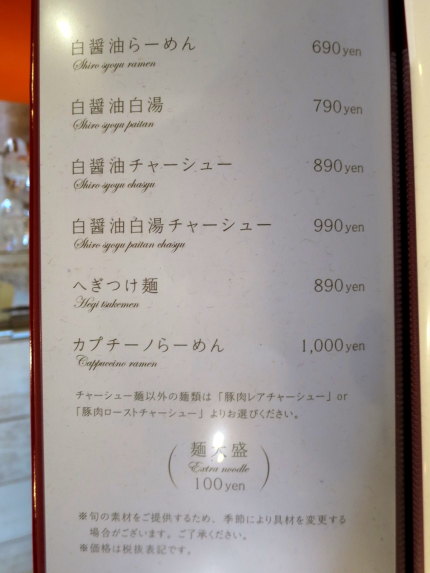 白醤油らーめん 690yen
Shiro syoyu ramen
白醤油白湯 790yen
Shiro syoyu paitan
白醤油チャーシュー 890yen
Shiro syoyu chasyu
白醤油白湯チャーシュー 990yen
Shiro syoyu paitan chasyu
へぎつけ麺 890yen
Hegi tsukemen
カプチーノらーめん 1,000yen
Cappuccino ramen
チャーシュー麺以外の麺類は「豚肉レアチャーシュー」or
「豚肉ローストチャーシュー」よりお選びください。
麺大盛
Extra noodle
100yen
※旬の素材をご提供するため、季節により具材を変更する
場合がございます。ご了承ください。
※価格は税抜表記です。